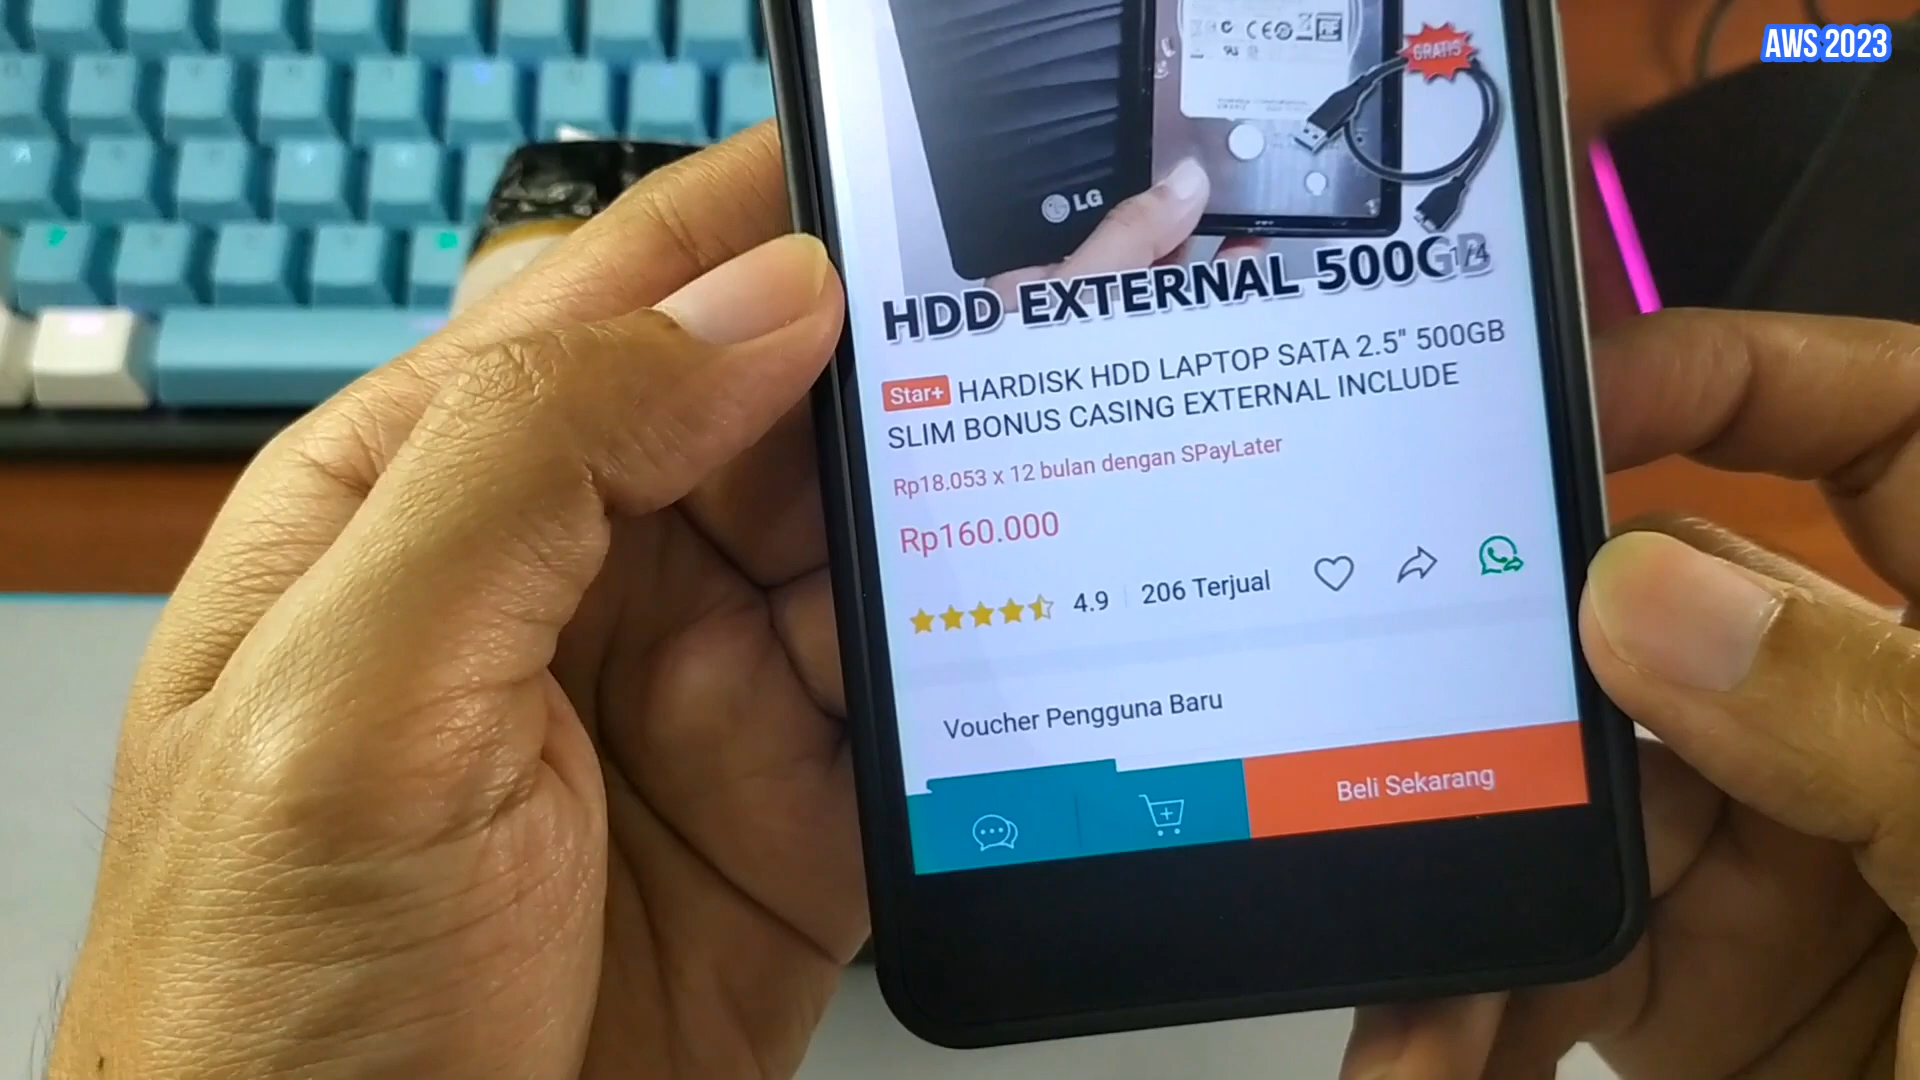 AWS 2023
GRATIS
LG
HDD EXTERNAL 500GB
1/4
Star+ HARDISK HDD LAPTOP SATA 2.5" 500GB
SLIM BONUS CASING EXTERNAL INCLUDE
Rp18.053 x 12 bulan dengan SPayLater
Rp160.000
4.9 206 Terjual
Voucher Pengguna Baru
Beli Sekarang